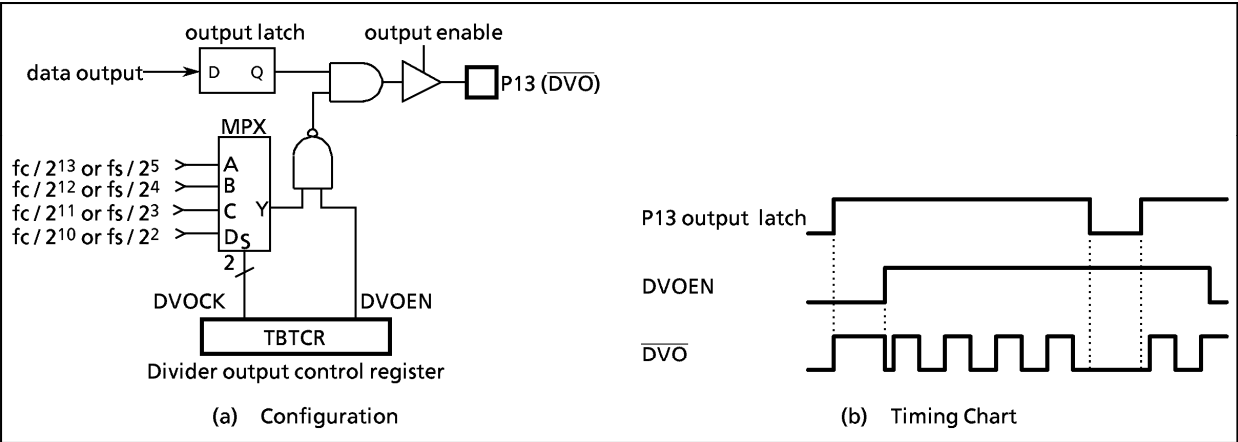 output latch
output enable
data output
D Q
P13 (DVO)
MPX
fc / 2¹³ or fs / 2⁵
A
fc / 2¹² or fs / 2⁴
B
fc / 2¹¹ or fs / 2³
C
Y
fc / 2¹⁰ or fs / 2²
D
S
2
DVOCK
DVOEN
TBTCR
Divider output control register
(a) Configuration
P13 output latch
DVOEN
DVO
(b) Timing Chart